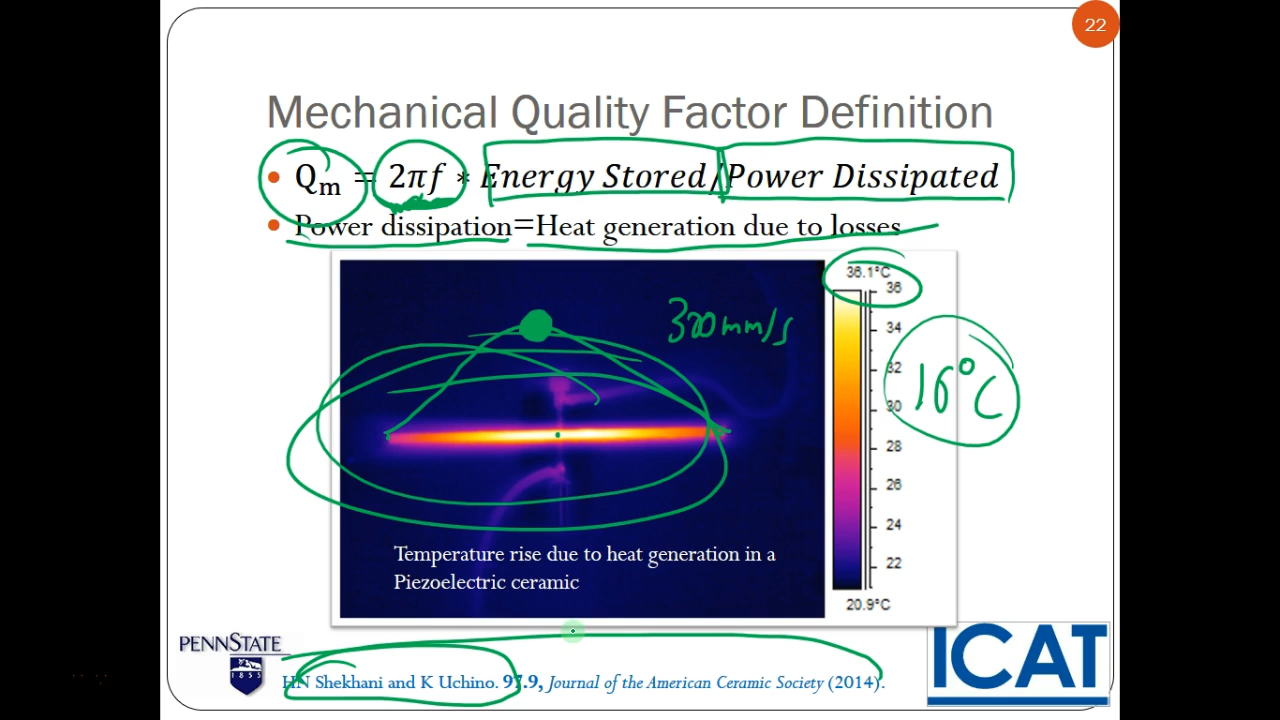 22
Mechanical Quality Factor Definition
• Qm = 2πf * Energy Stored/Power Dissipated
• Power dissipation=Heat generation due to losses
36.1°C
36
34
32
30
28
26
24
22
20.9°C
300mm/s
16°C
Temperature rise due to heat generation in a
Piezoelectric ceramic
PENNSTATE
1855
HN Shekhani and K Uchino. 97.9, Journal of the American Ceramic Society (2014).
ICAT